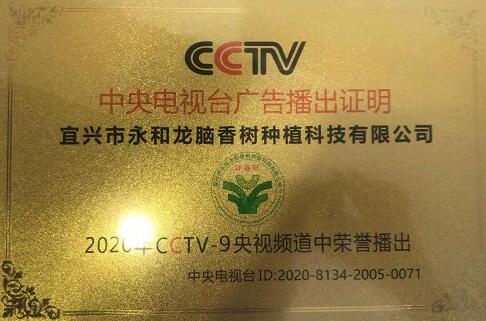 CCTV
中央电视台广告播出证明
宜兴市永和龙脑香树种植科技有限公司
2020年CCTV-9央视频道中荣誉播出
中央电视台ID:2020-8134-2005-0071